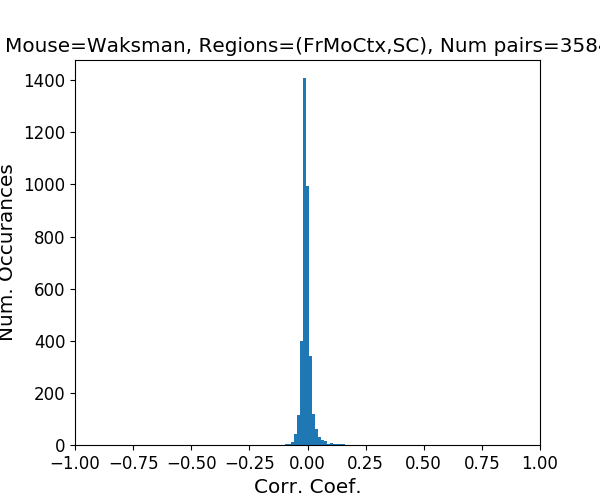 Mouse=Waksman, Regions=(FrMoCtx,SC), Num pairs=358
1400
1200
1000
800
600
400
200
0
Num. Occurances
−1.00 −0.75 −0.50 −0.25 0.00 0.25 0.50 0.75 1.00
Corr. Coef.